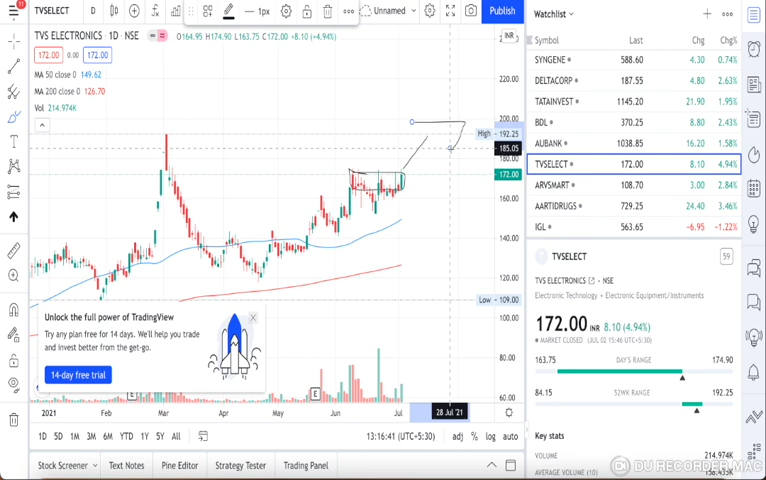 11
TVSELECT
D
1px
Unnamed
Publish
Watchlist
TVS ELECTRONICS · 1D · NSE
O164.95 H174.90 L163.75 C172.00 +8.10 (+4.94%)
INR
172.00 0.00 172.00
MA 50 close 0 149.62
MA 200 close 0 126.70
Vol 214.974K
220.00
200.00
High 192.25
185.05
180.00
172.00
160.00
140.00
120.00
Low 109.00
100.00
80.00
60.00
Unlock the full power of TradingView
Try any plan free for 14 days. We'll help you trade and invest better from the get-go.
14-day free trial
E
E
2021 Feb Mar Apr May Jun Jul 28 Jul '21
1D 5D 1M 3M 6M YTD 1Y 5Y All
13:16:41 (UTC+5:30) adj % log auto
Stock Screener Text Notes Pine Editor Strategy Tester Trading Panel
Symbol Last Chg Chg%
SYNGENE 588.60 4.30 0.74%
DELTACORP 187.55 4.80 2.63%
TATAINVEST 1145.20 21.90 1.95%
BDL 370.25 8.80 2.43%
AUBANK 1038.85 16.20 1.58%
TVSELECT 172.00 8.10 4.94%
ARVSMART 108.70 3.00 2.84%
AARTIDRUGS 729.25 24.40 3.46%
IGL 563.65 -6.95 -1.22%
TVSELECT
59
TVS ELECTRONICS NSE
Electronic Technology • Electronic Equipment/Instruments
172.00 INR 8.10 (4.94%)
MARKET CLOSED (JUL 02 15:46 UTC+5:30)
163.75 DAY'S RANGE 174.90
84.15 52WK RANGE 192.25
Key stats
VOLUME 214.974K
AVERAGE VOLUME (10)
DU RECORDER MAC